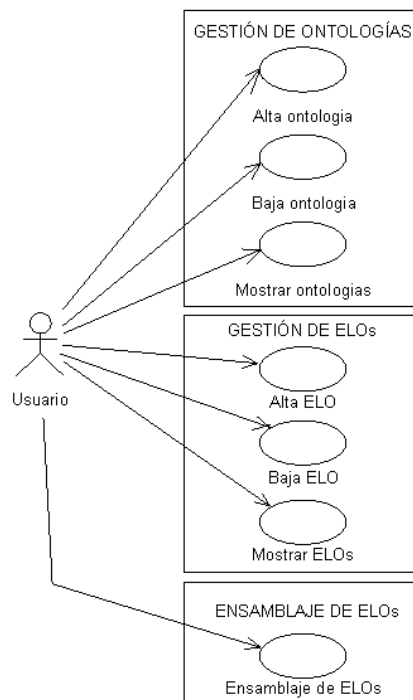 GESTIÓN DE ONTOLOGÍAS
Alta ontologia
Baja ontologia
Mostrar ontologias
Usuario
GESTIÓN DE ELOs
Alta ELO
Baja ELO
Mostrar ELOs
ENSAMBLAJE DE ELOs
Ensamblaje de ELOs